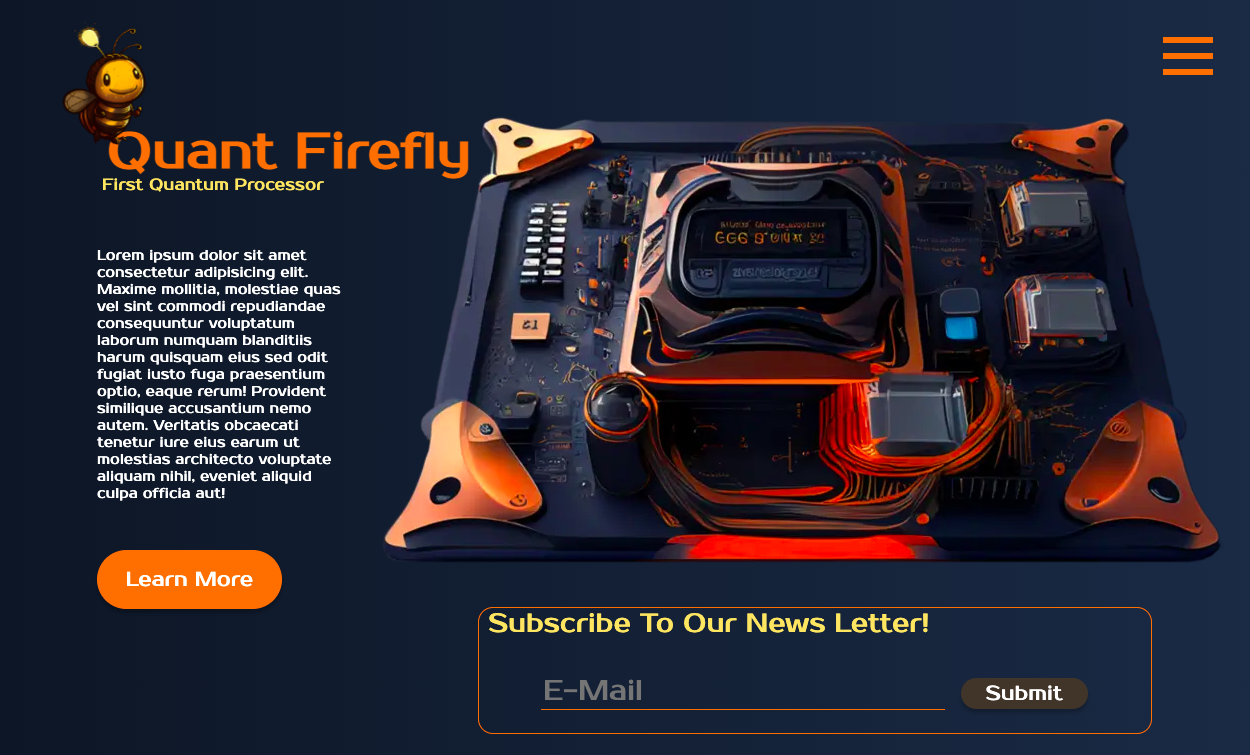 Quant Firefly
First Quantum Processor
Lorem ipsum dolor sit amet
consectetur adipisicing elit.
Maxime mollitia, molestiae quas
vel sint commodi repudiandae
consequuntur voluptatum
laborum numquam blanditiis
harum quisquam eius sed odit
fugiat iusto fuga praesentium
optio, eaque rerum! Provident
similique accusantium nemo
autem. Veritatis obcaecati
tenetur iure eius earum ut
molestias architecto voluptate
aliquam nihil, eveniet aliquid
culpa officia aut!
Learn More
Subscribe To Our News Letter!
E-Mail
Submit